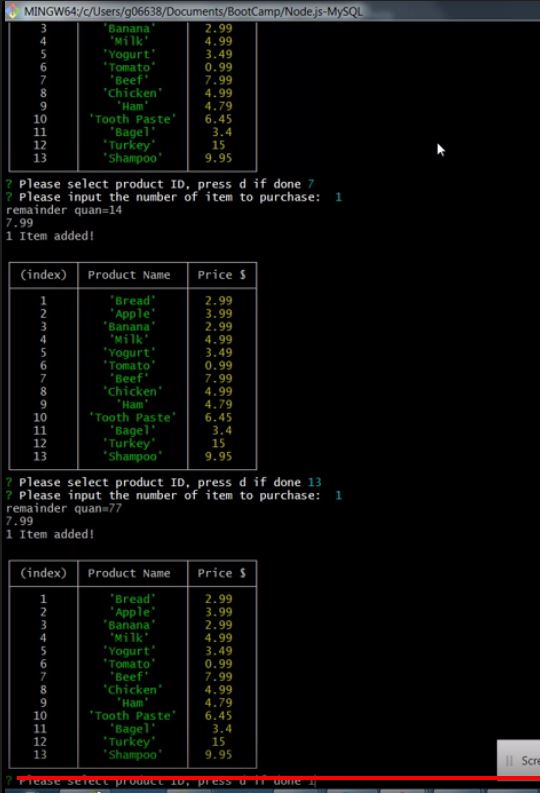 MINGW64:/c/Users/g06638/Documents/BootCamp/Node.js-MySQL
3 'Banana' 2.99
4 'Milk' 4.99
5 'Yogurt' 3.49
6 'Tomato' 0.99
7 'Beef' 7.99
8 'Chicken' 4.99
9 'Ham' 4.79
10 'Tooth Paste' 6.45
11 'Bagel' 3.4
12 'Turkey' 15
13 'Shampoo' 9.95
? Please select product ID, press d if done 7
? Please input the number of item to purchase: 1
remainder quan=14
7.99
1 Item added!
(index) Product Name Price $
1 'Bread' 2.99
2 'Apple' 3.99
3 'Banana' 2.99
4 'Milk' 4.99
5 'Yogurt' 3.49
6 'Tomato' 0.99
7 'Beef' 7.99
8 'Chicken' 4.99
9 'Ham' 4.79
10 'Tooth Paste' 6.45
11 'Bagel' 3.4
12 'Turkey' 15
13 'Shampoo' 9.95
? Please select product ID, press d if done 13
? Please input the number of item to purchase: 1
remainder quan=77
7.99
1 Item added!
(index) Product Name Price $
1 'Bread' 2.99
2 'Apple' 3.99
3 'Banana' 2.99
4 'Milk' 4.99
5 'Yogurt' 3.49
6 'Tomato' 0.99
7 'Beef' 7.99
8 'Chicken' 4.99
9 'Ham' 4.79
10 'Tooth Paste' 6.45
11 'Bagel' 3.4
12 'Turkey' 15
13 'Shampoo' 9.95
? Please select product ID, press d if done 1